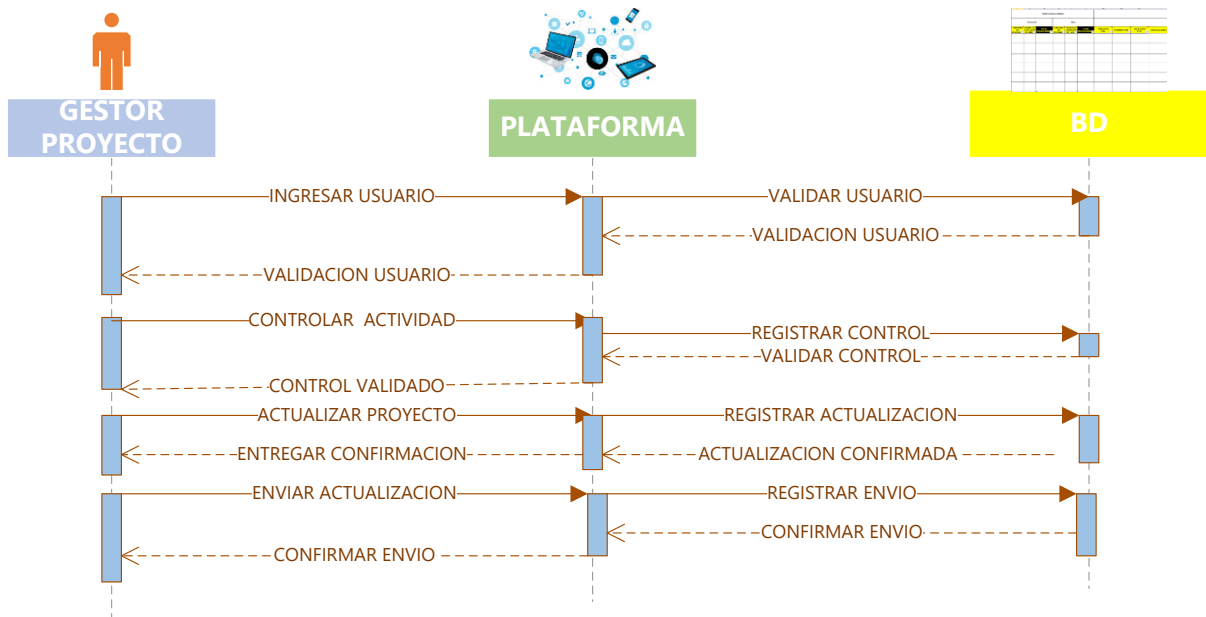 GESTOR
PROYECTO
PLATAFORMA
BD
INGRESAR USUARIO
VALIDAR USUARIO
VALIDACION USUARIO
VALIDACION USUARIO
CONTROLAR  ACTIVIDAD
REGISTRAR CONTROL
VALIDAR CONTROL
CONTROL VALIDADO
ACTUALIZAR PROYECTO
REGISTRAR ACTUALIZACION
ENTREGAR CONFIRMACION
ACTUALIZACION CONFIRMADA
ENVIAR ACTUALIZACION
REGISTRAR ENVIO
CONFIRMAR ENVIO
CONFIRMAR ENVIO